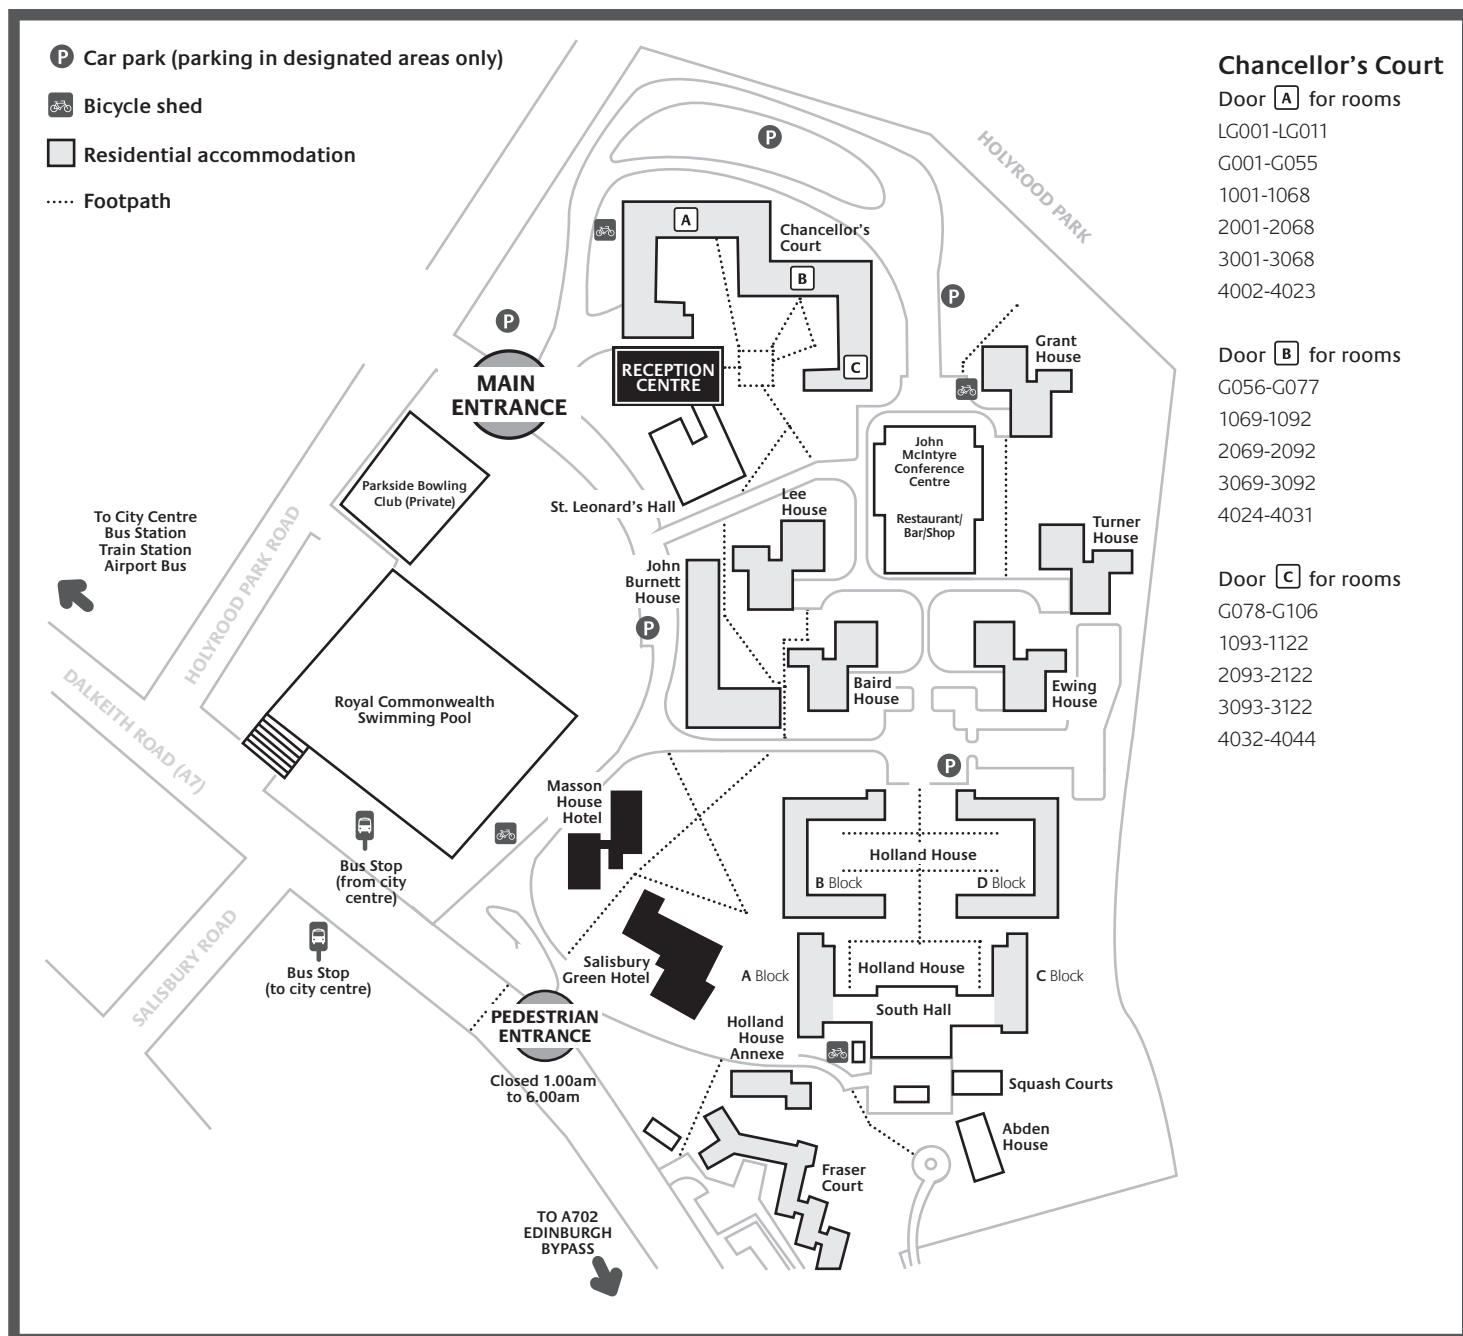 P Car park (parking in designated areas only)
Bicycle shed
Residential accommodation
Footpath
Chancellor's Court
Door A for rooms
LG001-LG011
G001-G055
1001-1068
2001-2068
3001-3068
4002-4023
Door B for rooms
G056-G077
1069-1092
2069-2092
3069-3092
4024-4031
Door C for rooms
G078-G106
1093-1122
2093-2122
3093-3122
4032-4044
P
HOLYROOD PARK
A
Chancellor's
Court
B
P
P
C
Grant
House
RECEPTION
CENTRE
MAIN
ENTRANCE
John
McIntyre
Conference
Centre
Restaurant/
Bar/Shop
Parkside Bowling
Club (Private)
St. Leonard's Hall
Lee
House
Turner
House
To City Centre
Bus Station
Train Station
Airport Bus
HOLYROOD PARK ROAD
John
Burnett
House
P
DALKEITH ROAD (A7)
Royal Commonwealth
Swimming Pool
Baird
House
Ewing
House
P
Masson
House
Hotel
Bus Stop
(from city
centre)
Holland House
B Block
D Block
SALISBURY ROAD
Bus Stop
(to city centre)
Salisbury
Green Hotel
A Block
Holland House
C Block
South Hall
PEDESTRIAN
ENTRANCE
Closed 1.00am
to 6.00am
Holland
House
Annexe
Squash Courts
Abden
House
Fraser
Court
TO A702
EDINBURGH
BYPASS